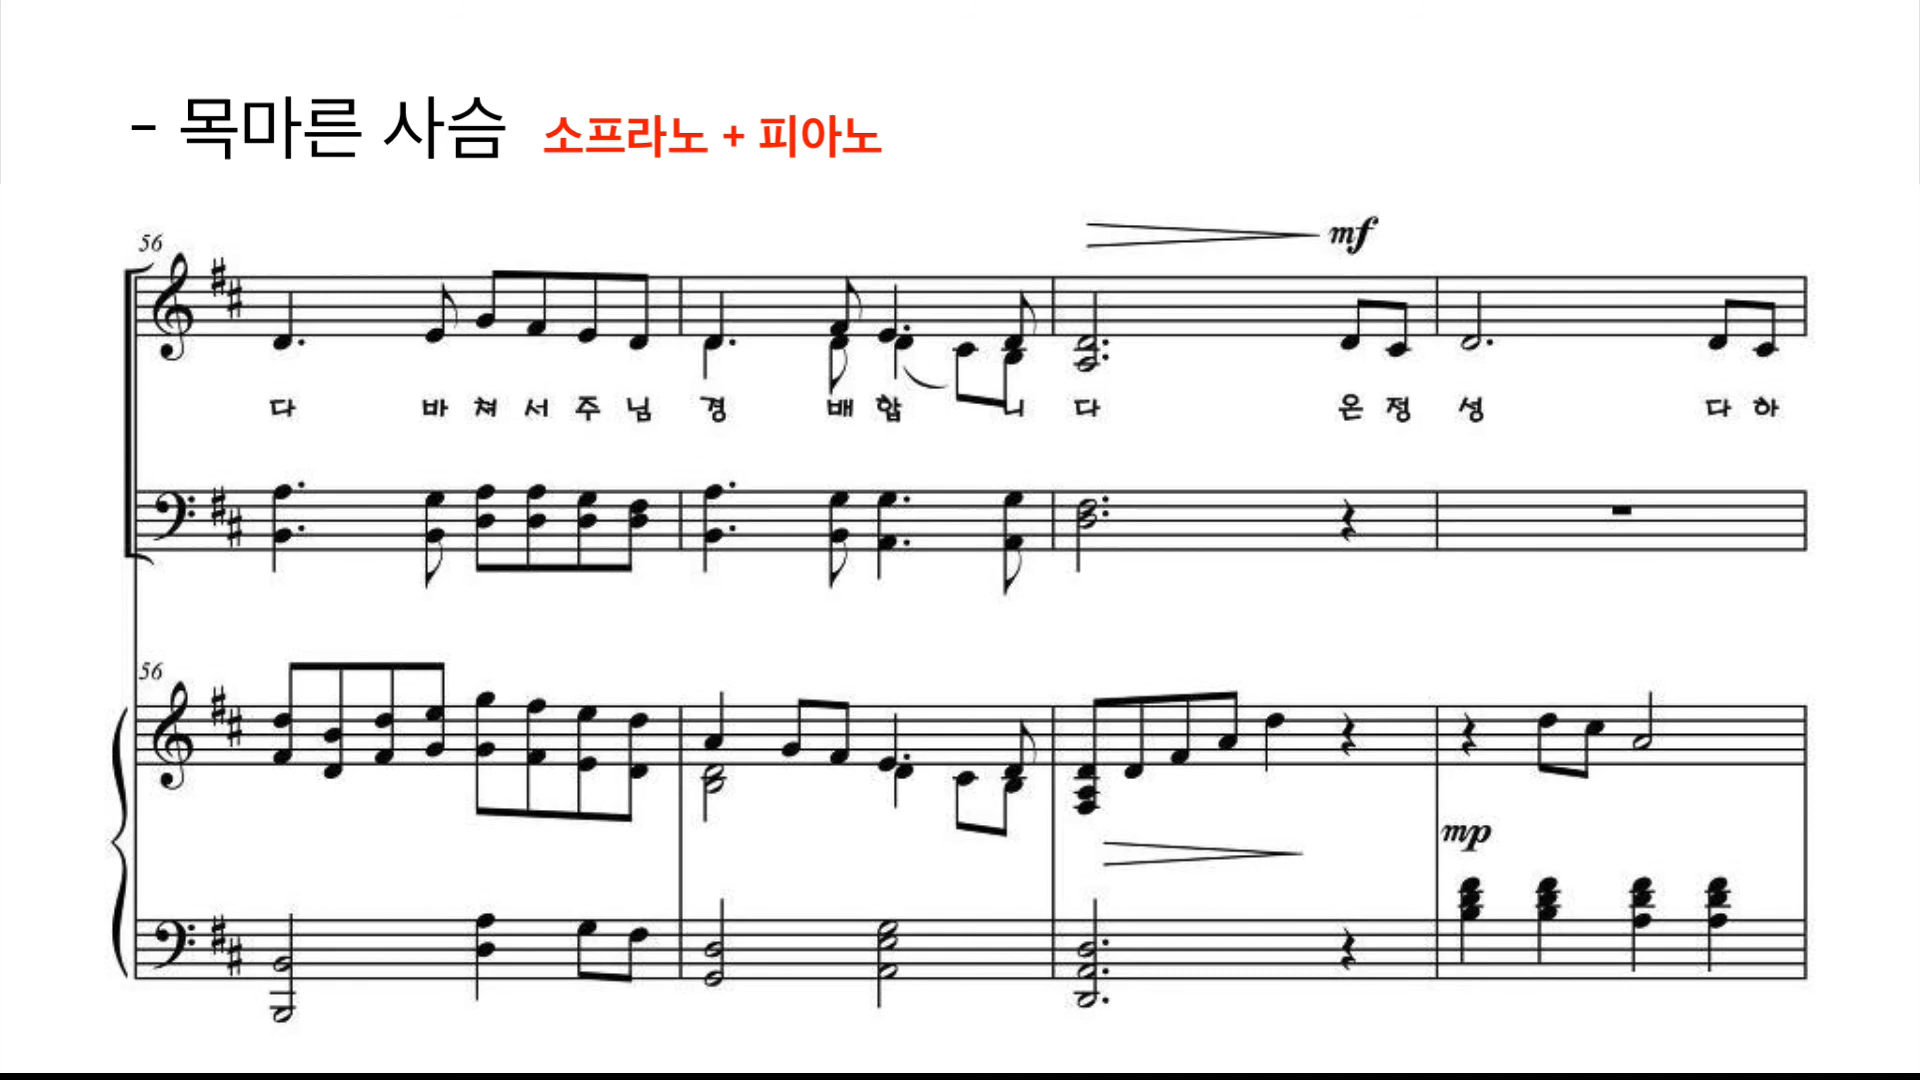 - 목마른 사슴 소프라노 + 피아노
mf
56
다 바 쳐 서 주 님 경 배 합 니 다 온 정 성 다 하
56
mp